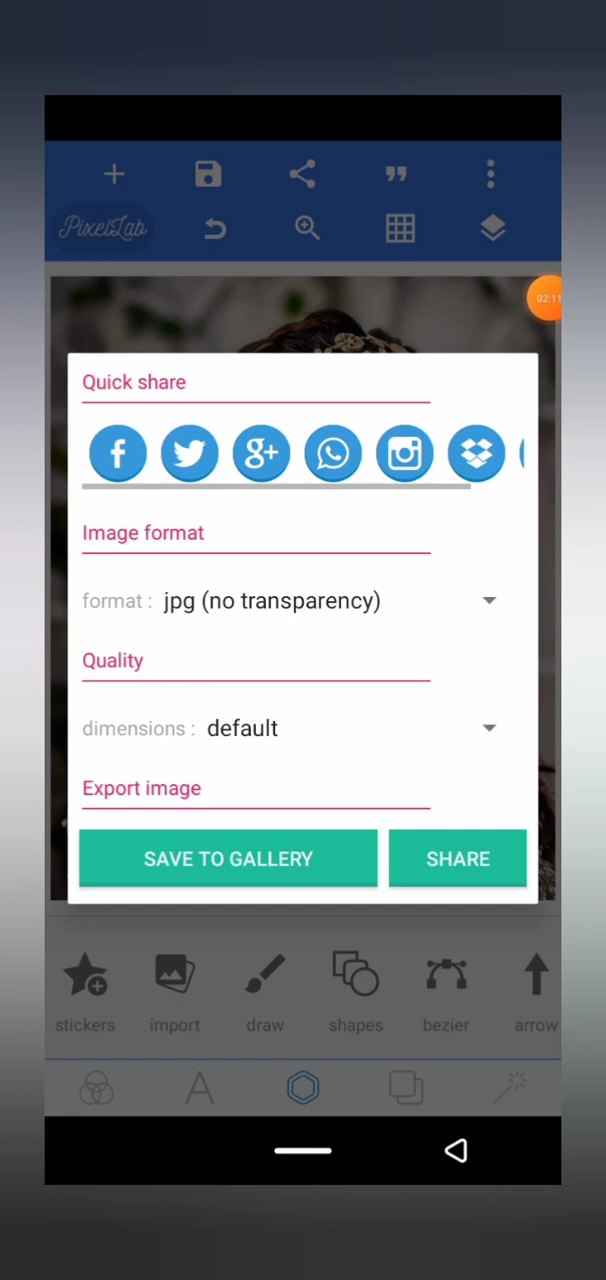 PixelLab
02:11
Quick share
Image format
format : jpg (no transparency)
Quality
dimensions : default
Export image
SAVE TO GALLERY SHARE
stickers import draw shapes bezier arrow